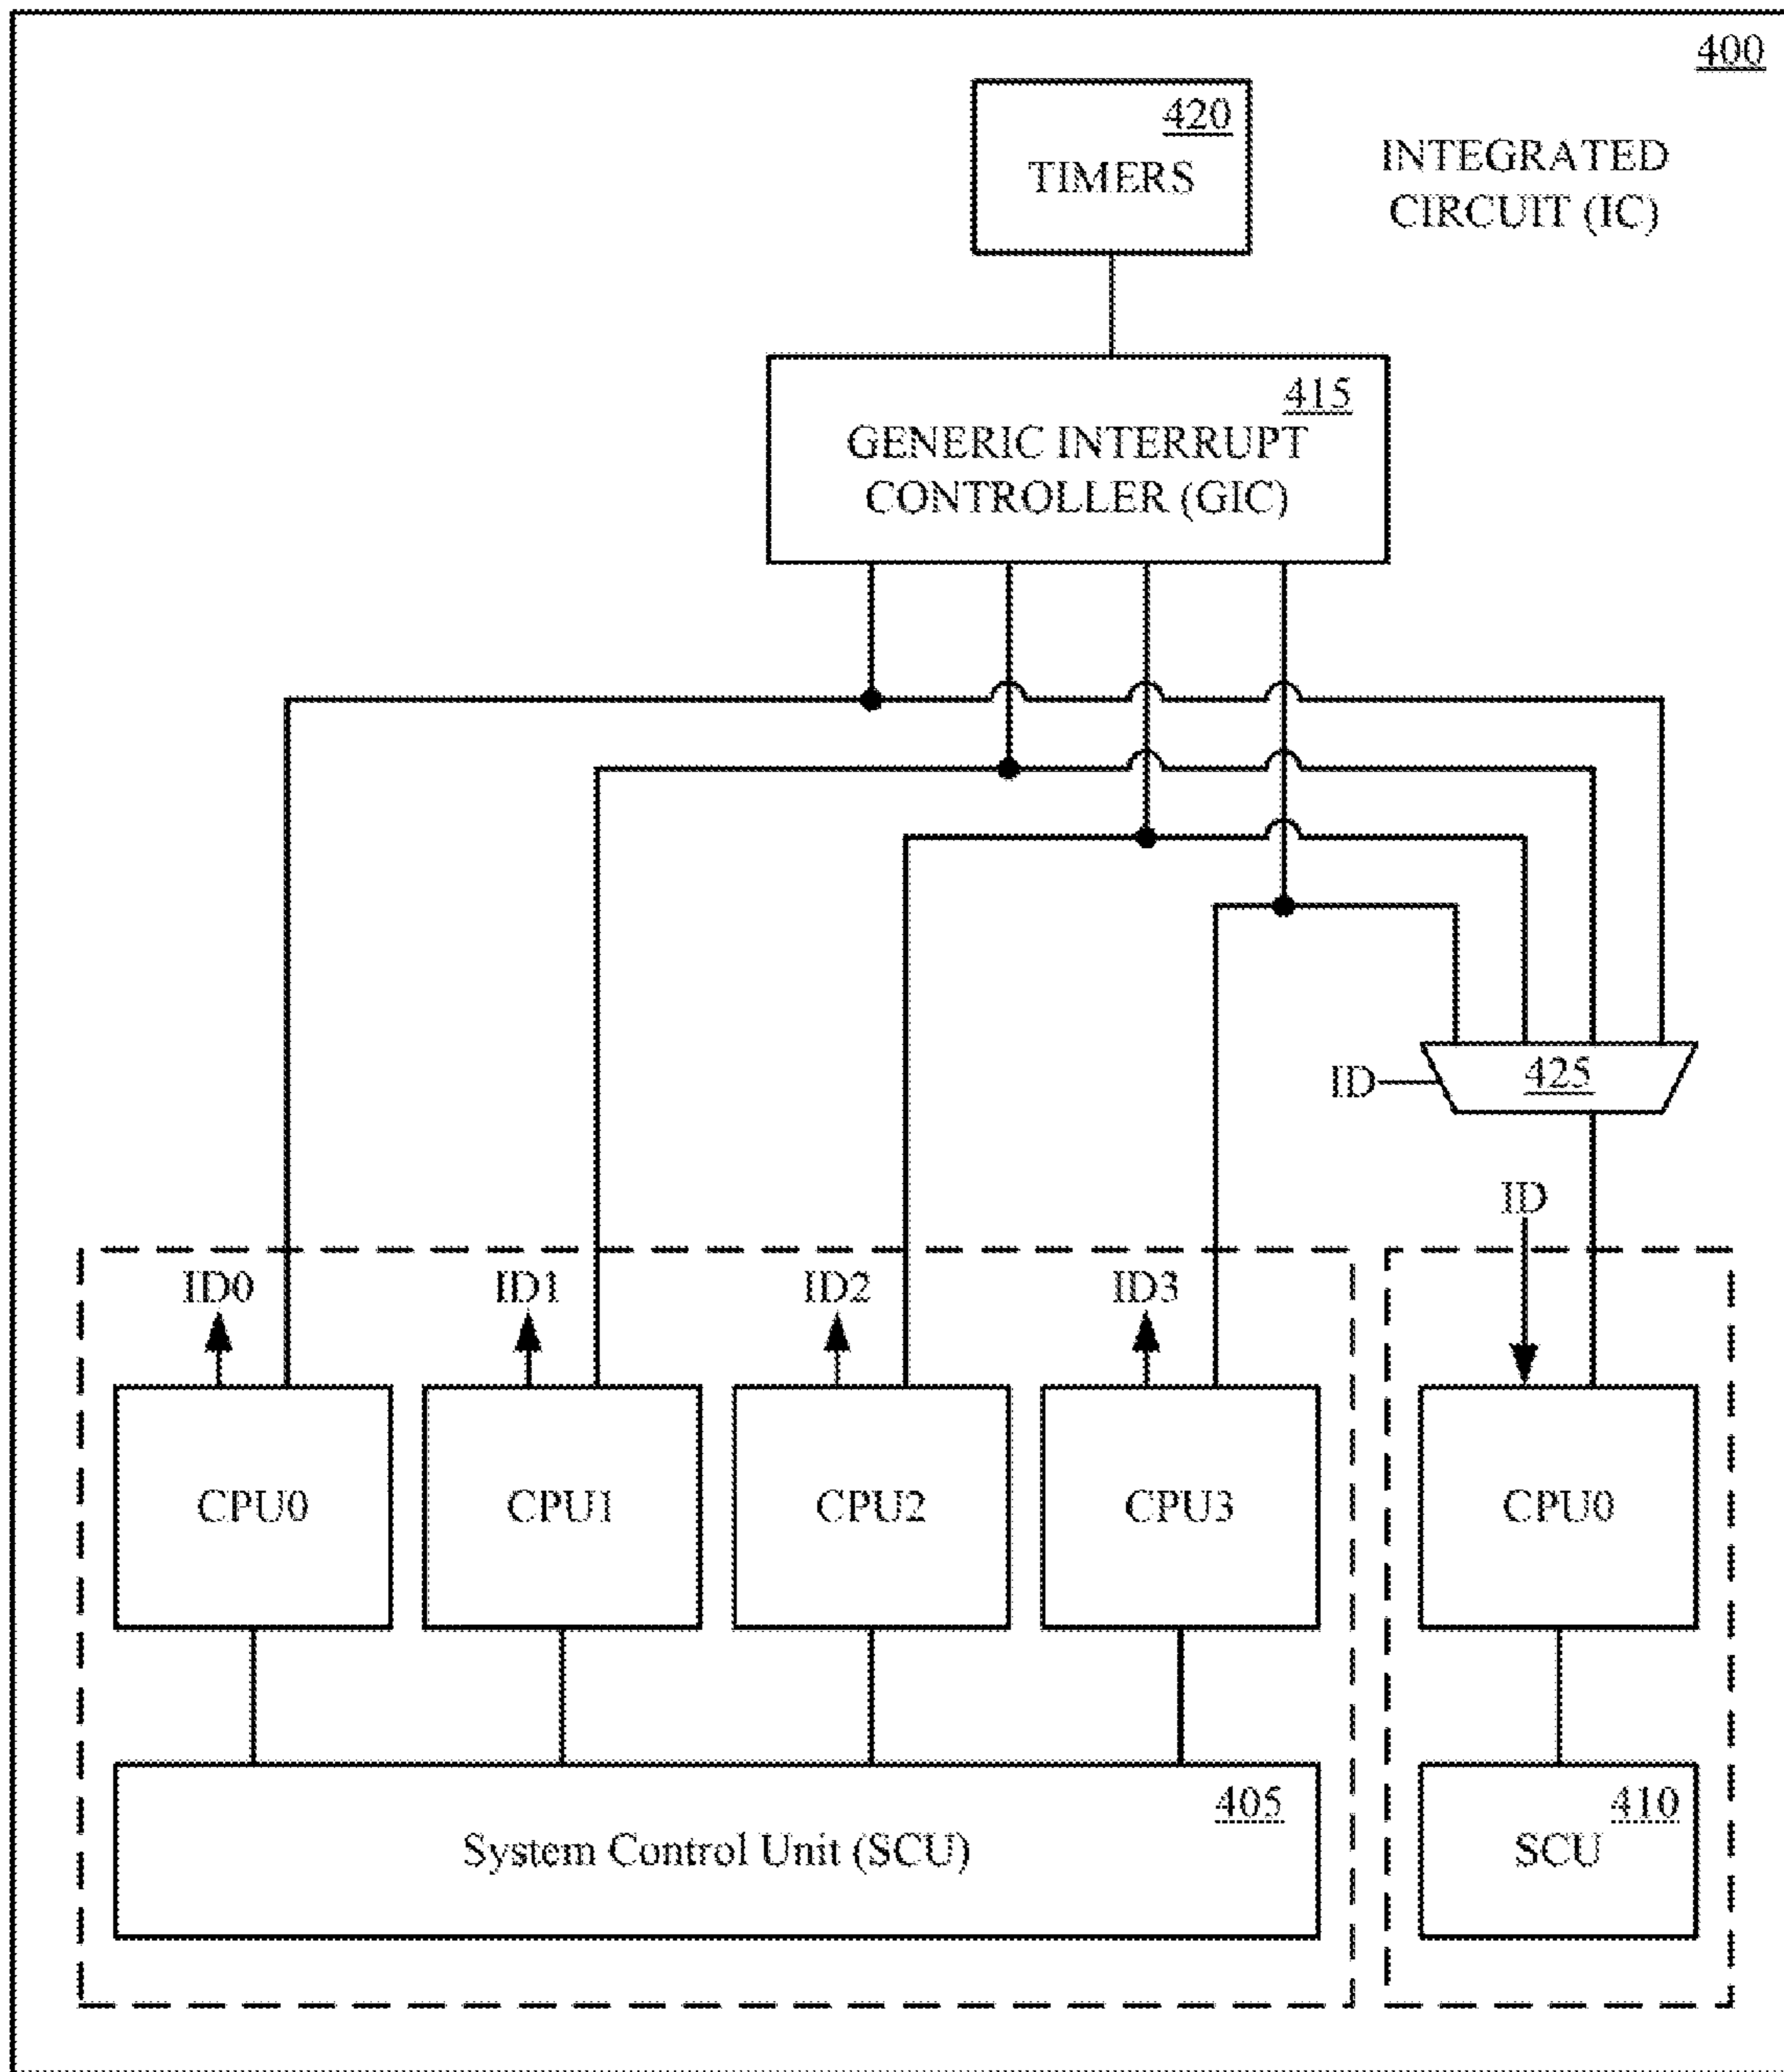 400
420
TIMERS
INTEGRATED
CIRCUIT (IC)
415
GENERIC INTERRUPT
CONTROLLER (GIC)
ID
425
ID
ID0
ID1
ID2
ID3
CPU0
CPU1
CPU2
CPU3
CPU0
405
System Control Unit (SCU)
410
SCU